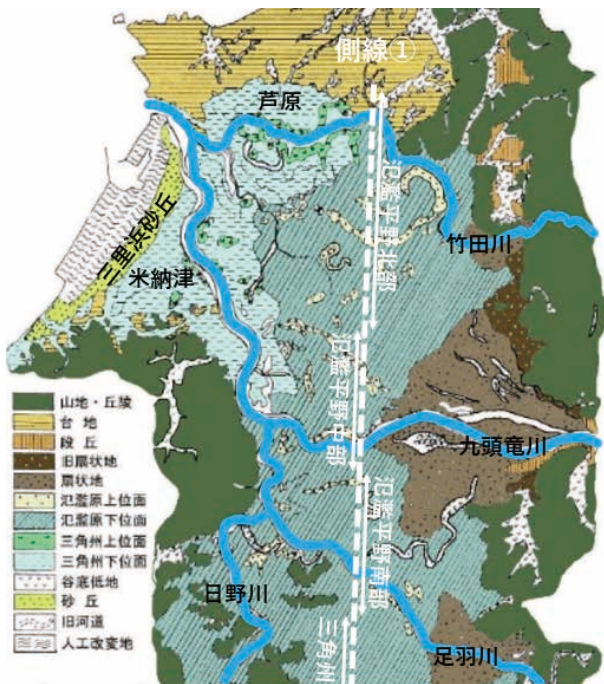 側線①
芦原
氾濫平野北部
竹田川
三里浜砂丘
米納津
氾濫平野中部
九頭竜川
氾濫平野南部
日野川
三角州
足羽川
山地・丘陵
台地
段丘
旧扇状地
扇状地
氾濫原上位面
氾濫原下位面
三角州上位面
三角州下位面
谷底低地
砂丘
旧河道
人工改変地